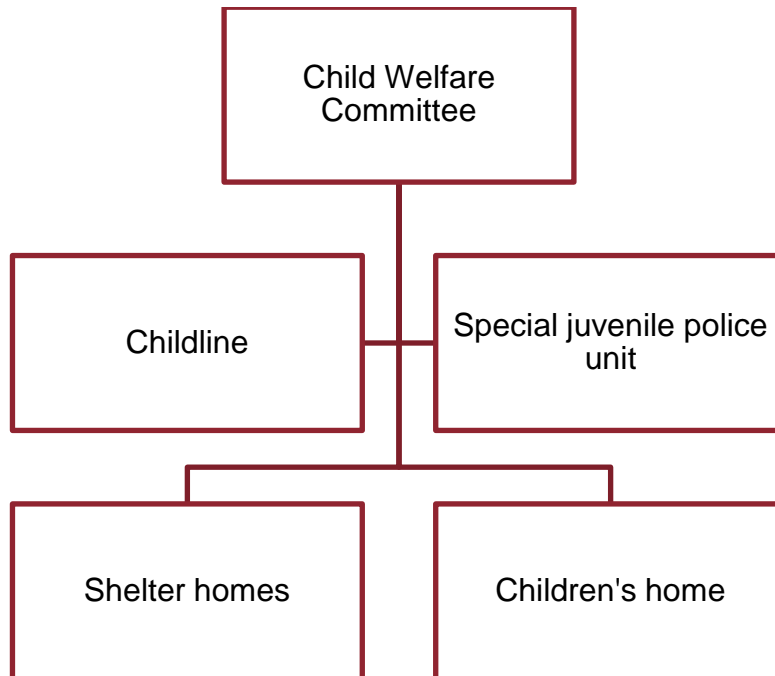 Child Welfare
Committee
Childline
Special juvenile police
unit
Shelter homes
Children's home